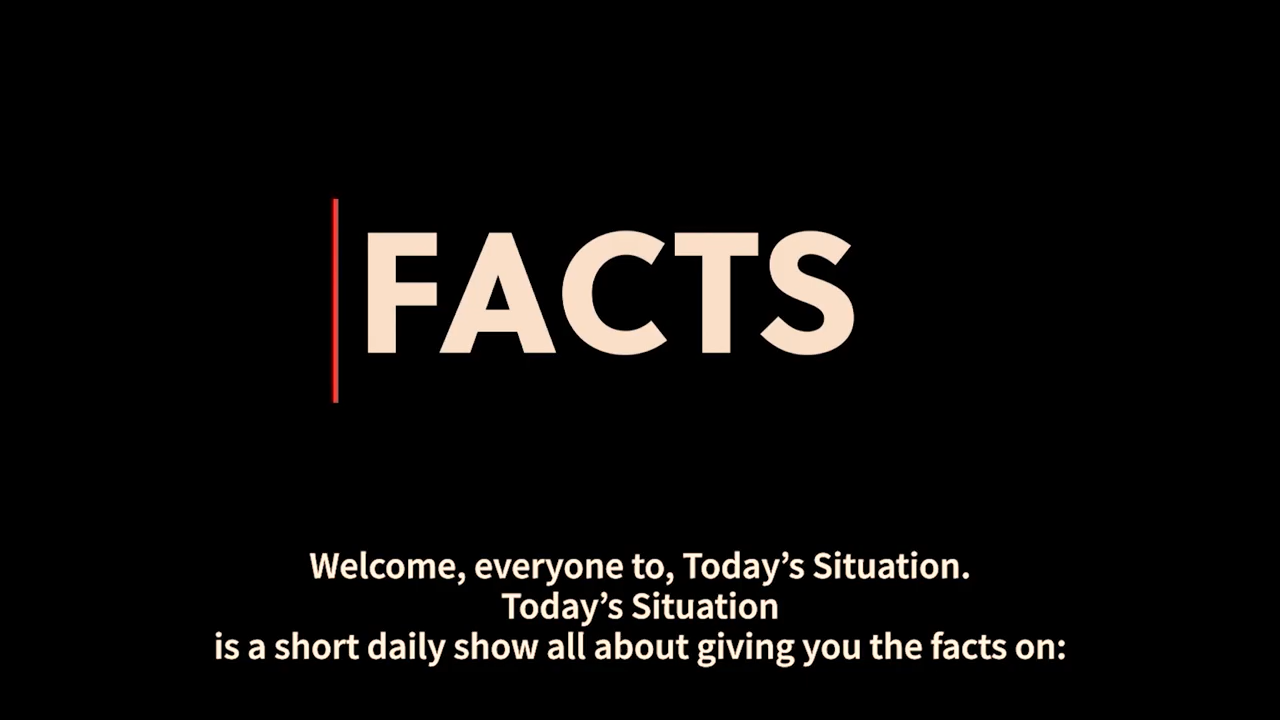 FACTS
Welcome, everyone to, Today’s Situation.
Today’s Situation
is a short daily show all about giving you the facts on: